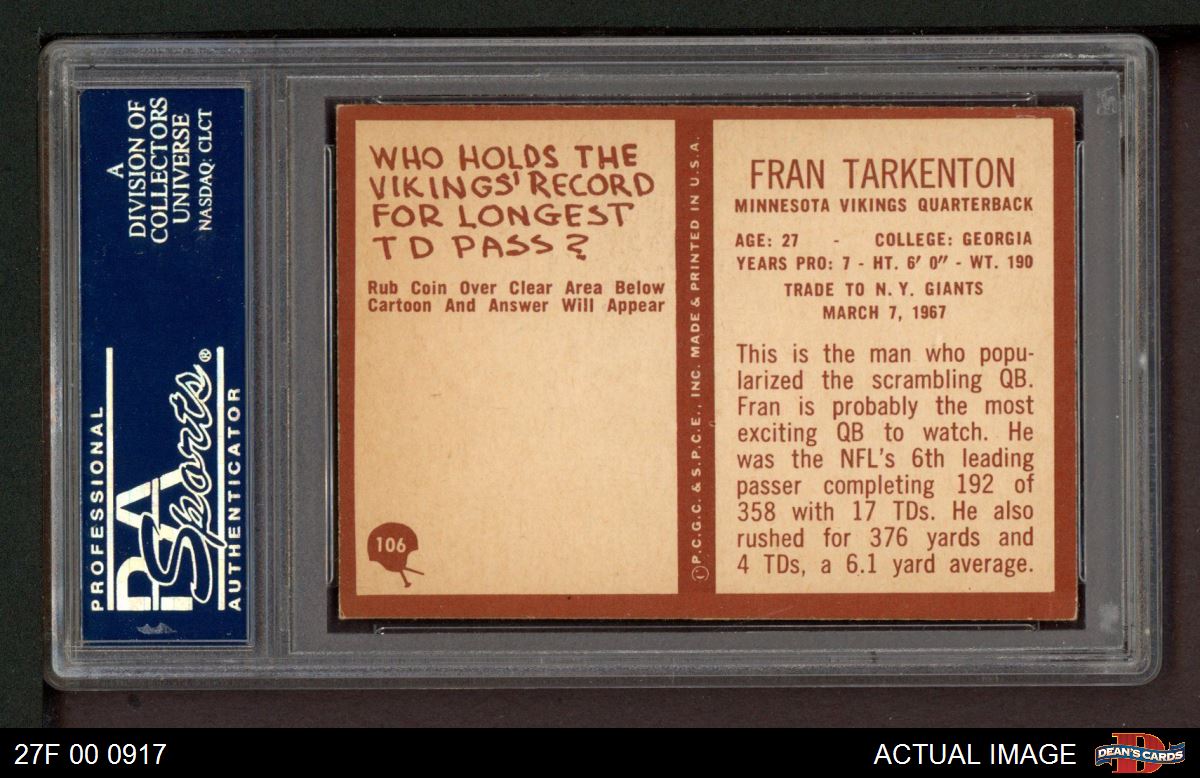 A
DIVISION OF
COLLECTORS
UNIVERSE
NASDAQ: CLCT
PROFESSIONAL
PSA
Sports®
AUTHENTICATOR
WHO HOLDS THE
VIKINGS' RECORD
FOR LONGEST
TD PASS?
Rub Coin Over Clear Area Below
Cartoon And Answer Will Appear
106
©P.C.G.C. & S.P.C.E., INC. MADE & PRINTED IN U.S.A.
FRAN TARKENTON
MINNESOTA VIKINGS QUARTERBACK
AGE: 27 - COLLEGE: GEORGIA
YEARS PRO: 7 - HT. 6' 0" - WT. 190
TRADE TO N. Y. GIANTS
MARCH 7, 1967
This is the man who popu-
larized the scrambling QB.
Fran is probably the most
exciting QB to watch. He
was the NFL's 6th leading
passer completing 192 of
358 with 17 TDs. He also
rushed for 376 yards and
4 TDs, a 6.1 yard average.
27F 00 0917
ACTUAL IMAGE
D
DEAN'S CARDS